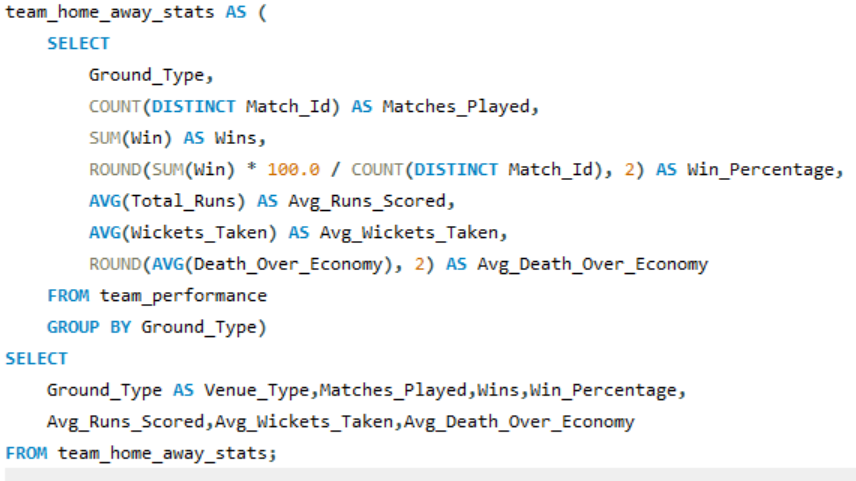 team_home_away_stats AS (
    SELECT
        Ground_Type,
        COUNT(DISTINCT Match_Id) AS Matches_Played,
        SUM(Win) AS Wins,
        ROUND(SUM(Win) * 100.0 / COUNT(DISTINCT Match_Id), 2) AS Win_Percentage,
        AVG(Total_Runs) AS Avg_Runs_Scored,
        AVG(Wickets_Taken) AS Avg_Wickets_Taken,
        ROUND(AVG(Death_Over_Economy), 2) AS Avg_Death_Over_Economy
    FROM team_performance
    GROUP BY Ground_Type)
SELECT
    Ground_Type AS Venue_Type,Matches_Played,Wins,Win_Percentage,
    Avg_Runs_Scored,Avg_Wickets_Taken,Avg_Death_Over_Economy
FROM team_home_away_stats;